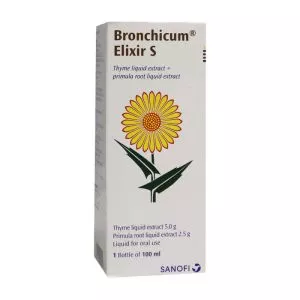 Bronchicum®
Elixir S
Thyme liquid extract +
primula root liquid extract
Thyme liquid extract 5.0 g
Primula root liquid extract 2.5 g
Liquid for oral use
1 Bottle of 100 ml
SANOFI